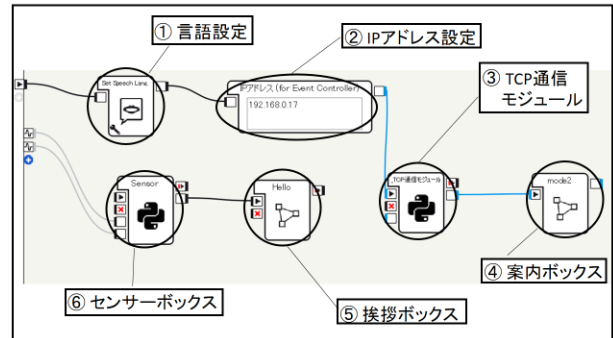 ① 言語設定
② IPアドレス設定
③ TCP通信
モジュール
Set Speech Lang.
IPアドレス (for Event Controller)
192.168.0.17
Sensor
Hello
TCP通信モジュール
mode2
④ 案内ボックス
⑤ 挨拶ボックス
⑥ センサーボックス